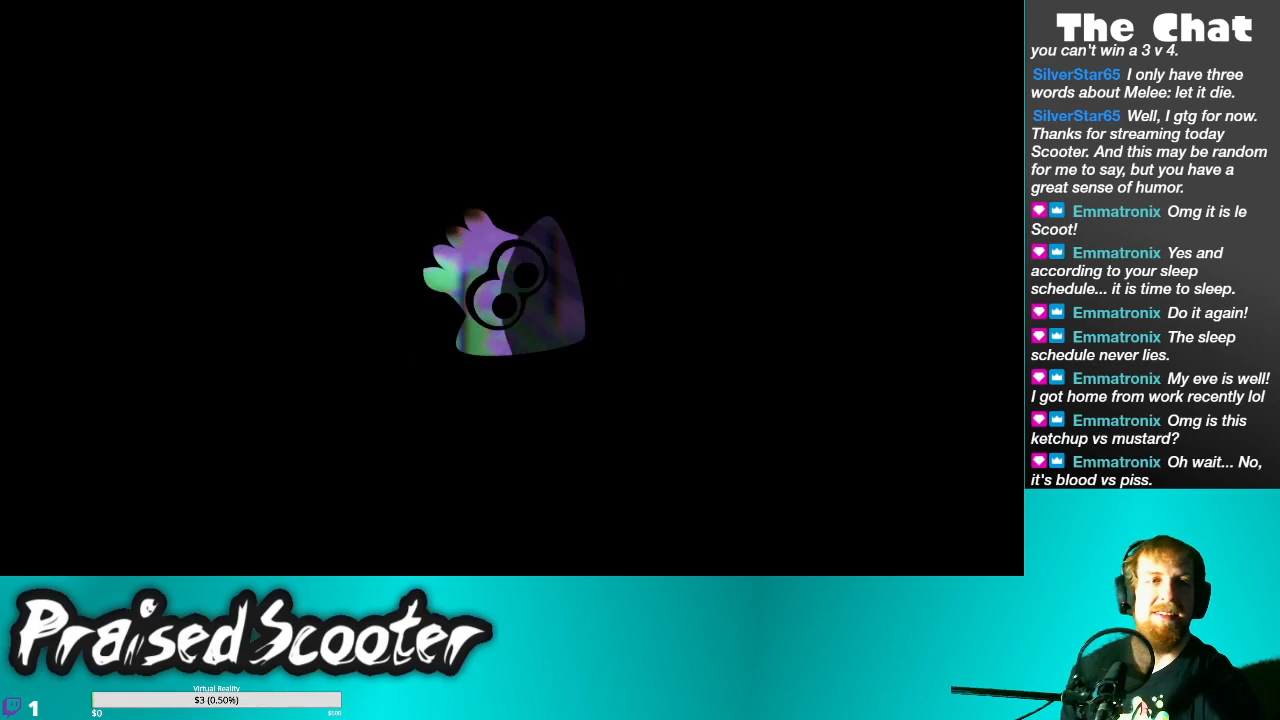 The Chat
you can't win a 3 v 4.
SilverStar65 I only have three
words about Melee: let it die.
SilverStar65 Well, I gtg for now.
Thanks for streaming today
Scooter. And this may be random
for me to say, but you have a
great sense of humor.
Emmatronix Omg it is le
Scoot!
Emmatronix Yes and
according to your sleep
schedule... it is time to sleep.
Emmatronix Do it again!
Emmatronix The sleep
schedule never lies.
Emmatronix My eve is well!
I got home from work recently lol
Emmatronix Omg is this
ketchup vs mustard?
Emmatronix Oh wait... No,
it's blood vs piss.
PraisedScooter
Virtual Reality
$3 (0.50%)
1
$0